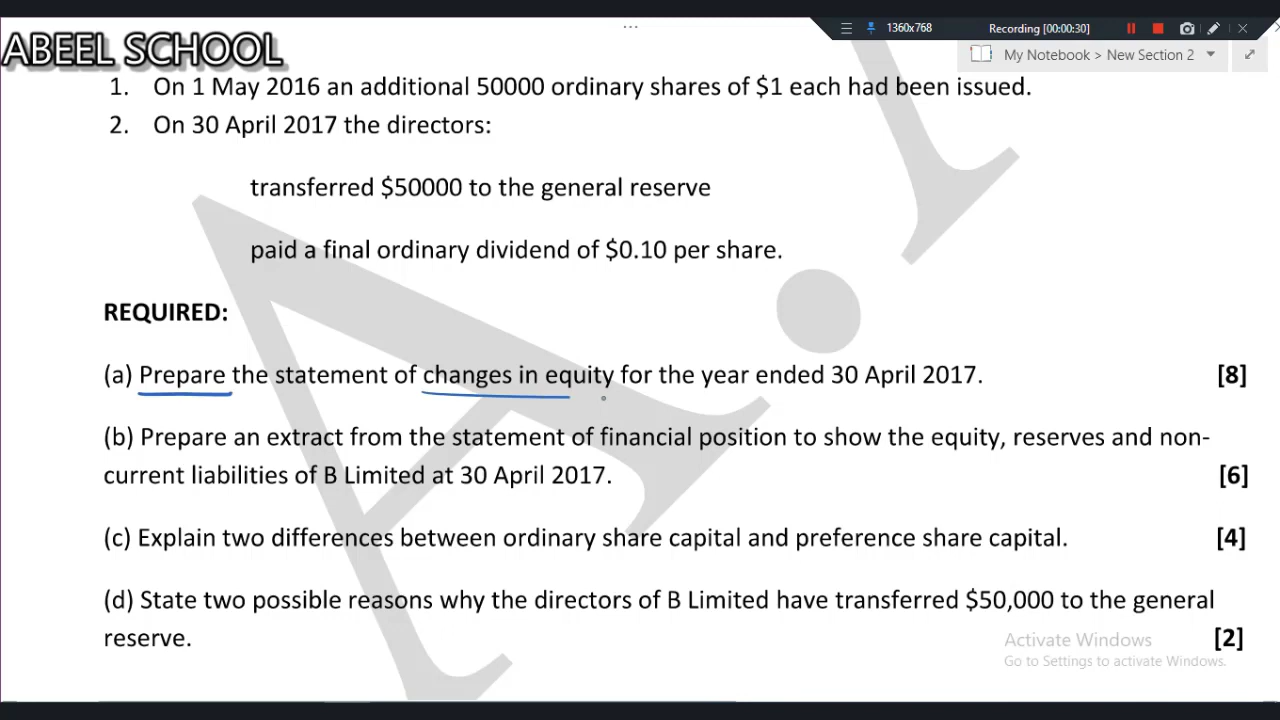 ABEEL SCHOOL
1360x768
Recording [00:00:30]
My Notebook > New Section 2
1. On 1 May 2016 an additional 50000 ordinary shares of $1 each had been issued.
2. On 30 April 2017 the directors:
transferred $50000 to the general reserve
paid a final ordinary dividend of $0.10 per share.
REQUIRED:
(a) Prepare the statement of changes in equity for the year ended 30 April 2017. [8]
(b) Prepare an extract from the statement of financial position to show the equity, reserves and non-
current liabilities of B Limited at 30 April 2017. [6]
(c) Explain two differences between ordinary share capital and preference share capital. [4]
(d) State two possible reasons why the directors of B Limited have transferred $50,000 to the general
reserve. [2]
Activate Windows
Go to Settings to activate Windows.